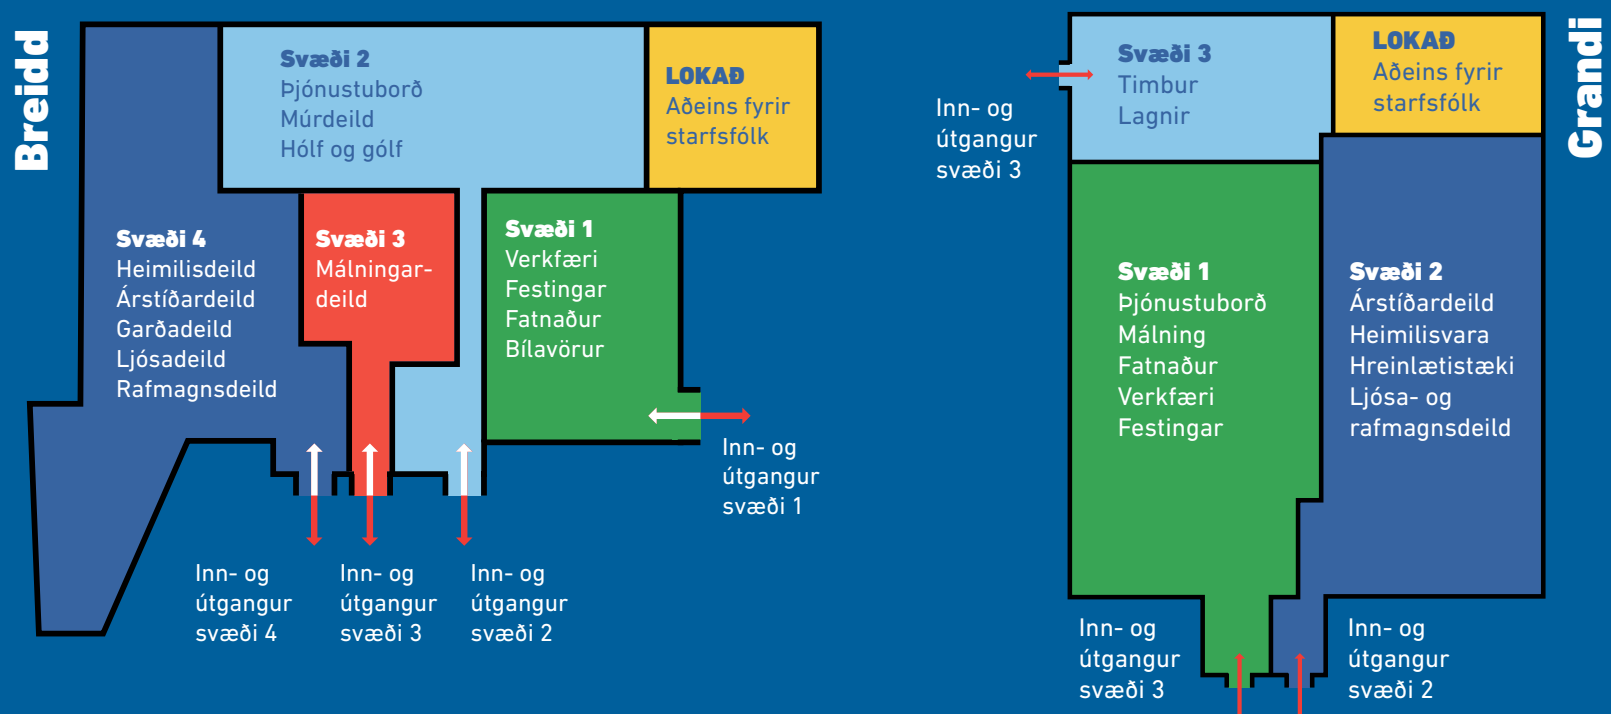 Breidd
Svæði 2
Þjónustuborð
Múrdeild
Hólf og gólf
LOKAÐ
Aðeins fyrir
starfsfólk
Svæði 4
Heimilisdeild
Árstíðardeild
Garðadeild
Ljósadeild
Rafmagnsdeild
Svæði 3
Málningar-
deild
Svæði 1
Verkfæri
Festingar
Fatnaður
Bílavörur
Inn- og
útgangur
svæði 1
Inn- og
útgangur
svæði 4
Inn- og
útgangur
svæði 3
Inn- og
útgangur
svæði 2
Grandi
Svæði 3
Timbur
Lagnir
LOKAÐ
Aðeins fyrir
starfsfólk
Inn- og
útgangur
svæði 3
Svæði 1
Þjónustuborð
Málning
Fatnaður
Verkfæri
Festingar
Svæði 2
Árstíðardeild
Heimilisvara
Hreinlætistæki
Ljósa- og
rafmagnsdeild
Inn- og
útgangur
svæði 3
Inn- og
útgangur
svæði 2